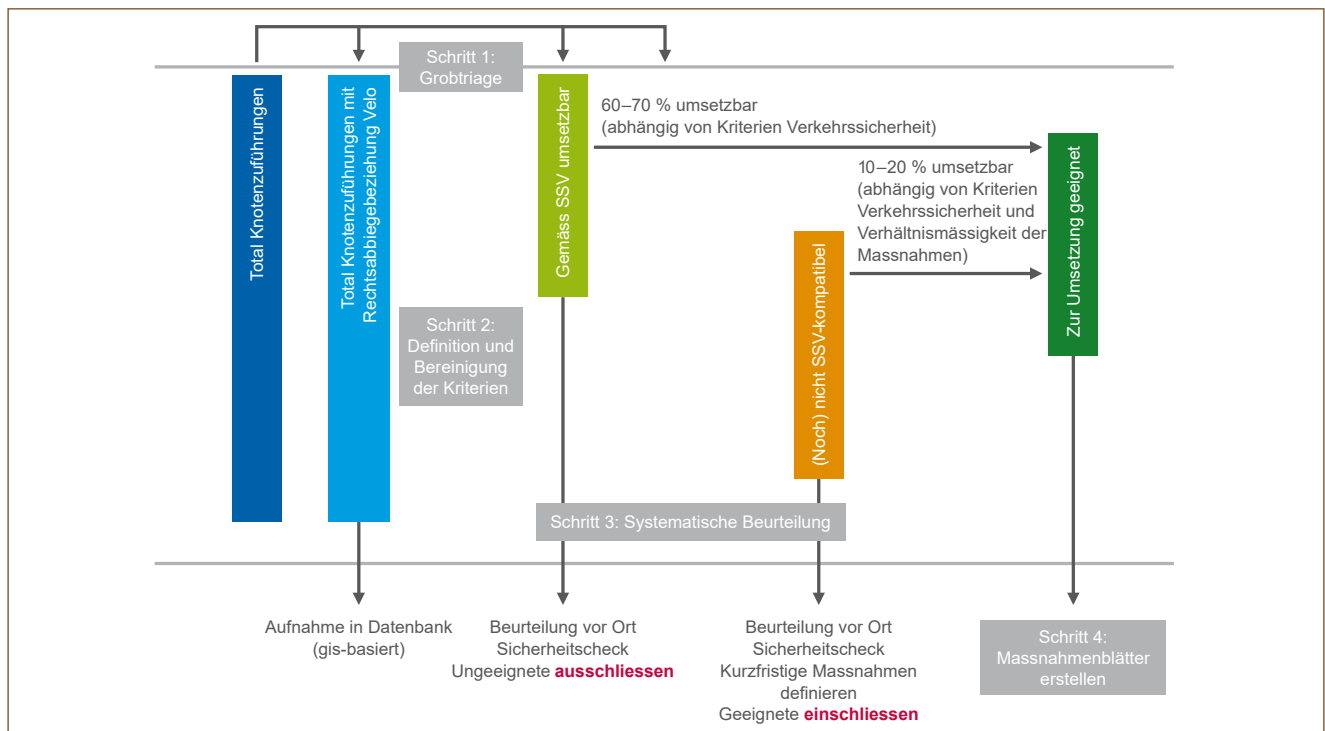 Schritt 1:
Grobtriage
Total Knotenzuführungen
Total Knotenzuführungen mit
Rechtsabbiegebeziehung Velo
Gemäss SSV umsetzbar
60–70 % umsetzbar
(abhängig von Kriterien Verkehrssicherheit)
10–20 % umsetzbar
(abhängig von Kriterien
Verkehrssicherheit und
Verhältnismässigkeit der
Massnahmen)
(Noch) nicht SSV-kompatibel
Zur Umsetzung geeignet
Schritt 2:
Definition und
Bereinigung
der Kriterien
Schritt 3: Systematische Beurteilung
Aufnahme in Datenbank
(gis-basiert)
Beurteilung vor Ort
Sicherheitscheck
Ungeeignete ausschliessen
Beurteilung vor Ort
Sicherheitscheck
Kurzfristige Massnahmen
definieren
Geeignete einschliessen
Schritt 4:
Massnahmenblätter
erstellen